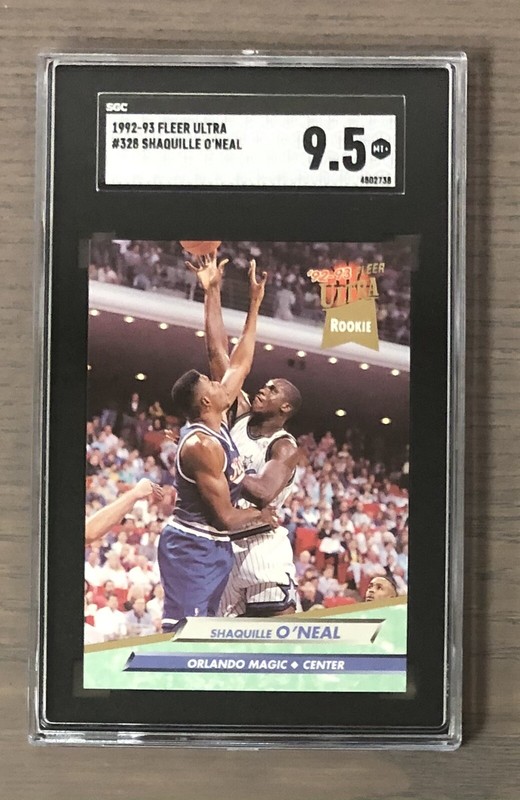 SGC
1992-93 FLEER ULTRA
#328 SHAQUILLE O'NEAL
9.5
MT+
4802738
'92-93 FLEER
ULTRA
ROOKIE
SHAQUILLE O'NEAL
ORLANDO MAGIC ♦ CENTER